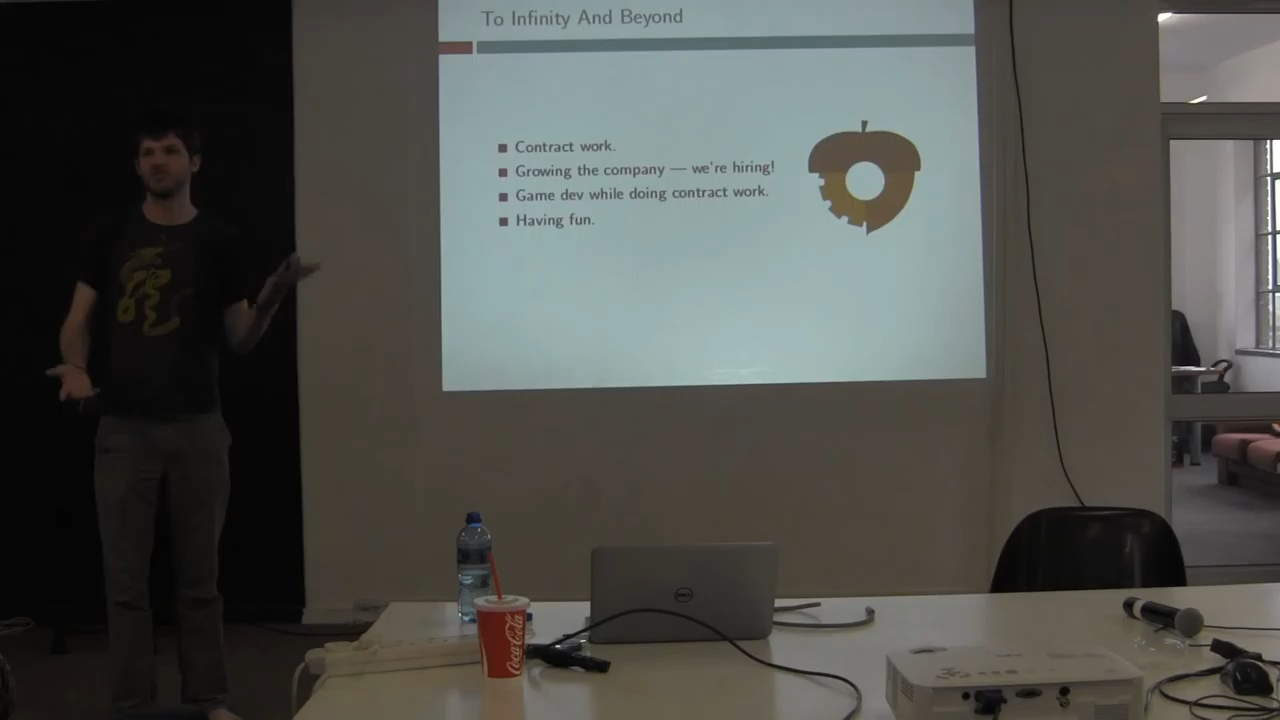 To Infinity And Beyond
Contract work.
Growing the company — we're hiring!
Game dev while doing contract work.
Having fun.
DELL
Coca-Cola